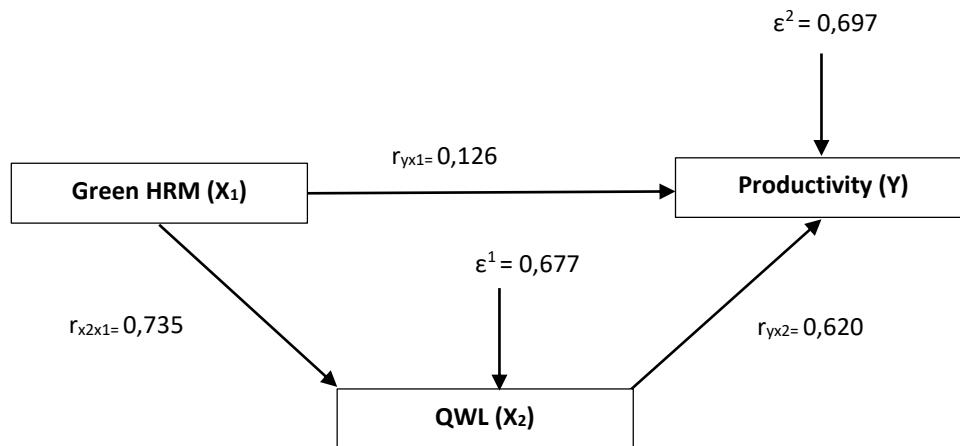 ε² = 0,697
r_yx1= 0,126
Green HRM (X₁)
Productivity (Y)
ε¹ = 0,677
r_x2x1= 0,735
r_yx2= 0,620
QWL (X₂)